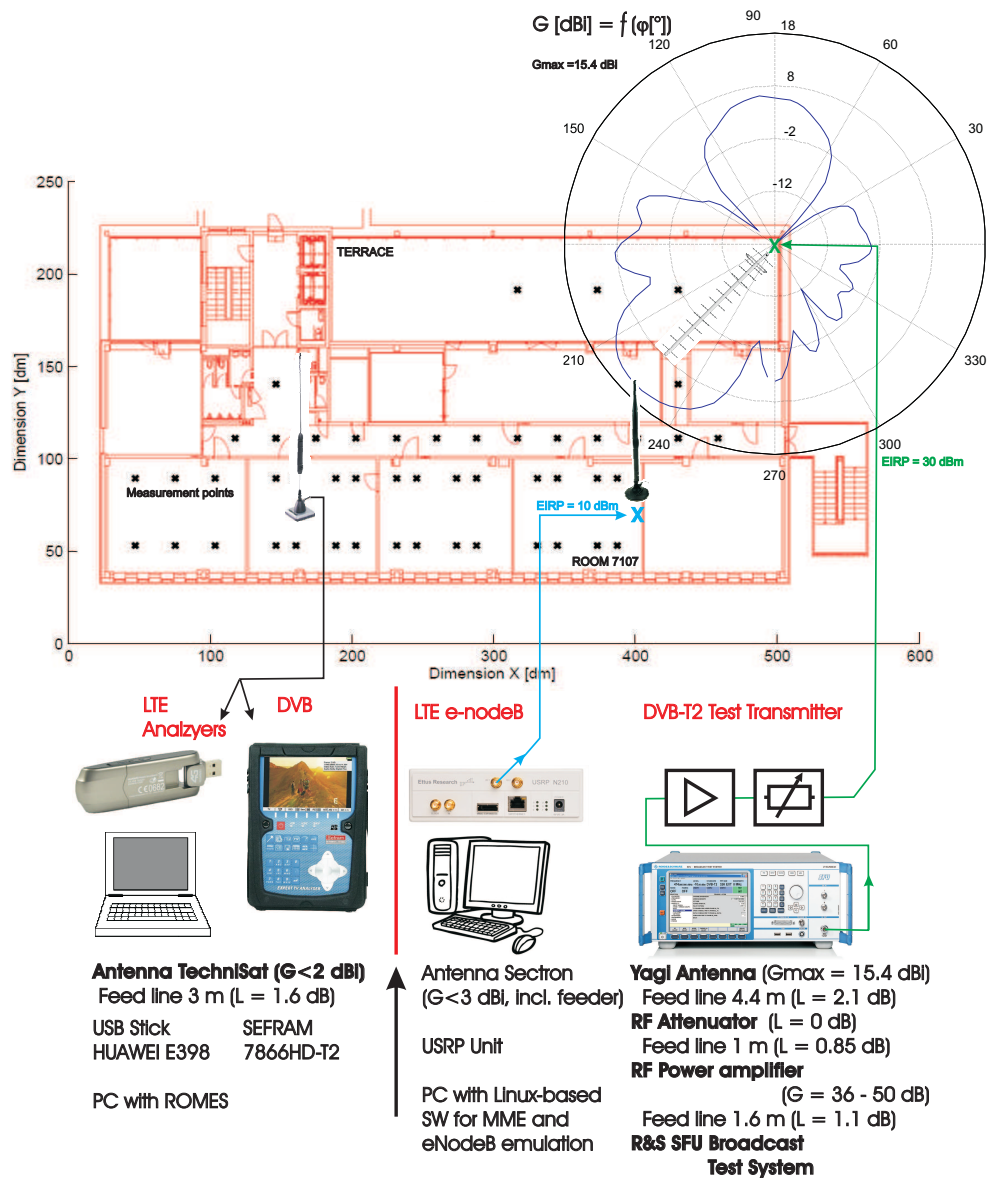 G [dBi] = f (φ[°])
Gmax =15.4 dBi
90
18
120
60
8
150
30
-2
-12
210
330
240
300
270
EIRP = 30 dBm
250
200
150
100
50
0
Dimension Y [dm]
TERRACE
Measurement points
EIRP = 10 dBm
X
X
ROOM 7107
0
100
200
300
400
500
600
Dimension X [dm]
LTE
Analzyers
DVB
LTE e-nodeB
DVB-T2 Test Transmitter
Ettus Research
USRP N210
EXPERT TV ANALYZER
SFU
Antenna TechniSat (G<2 dBi)
Feed line 3 m (L = 1.6 dB)
USB Stick
HUAWEI E398
SEFRAM
7866HD-T2
PC with ROMES
Antenna Sectron
(G<3 dBi, incl. feeder)
USRP Unit
PC with Linux-based
SW for MME and
eNodeB emulation
Yagi Antenna (Gmax = 15.4 dBi)
Feed line 4.4 m (L = 2.1 dB)
RF Attenuator (L = 0 dB)
Feed line 1 m (L = 0.85 dB)
RF Power amplifier
(G = 36 - 50 dB)
Feed line 1.6 m (L = 1.1 dB)
R&S SFU Broadcast
Test System